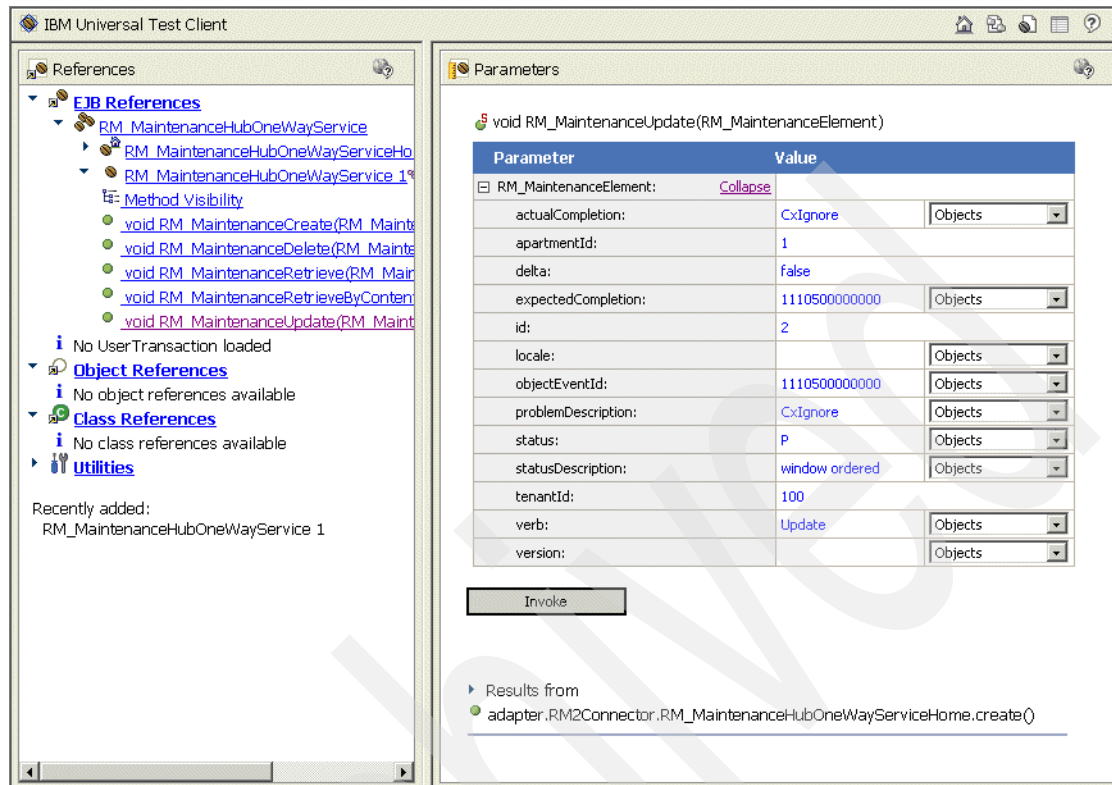 IBM Universal Test Client
References
EJB References
RM_MaintenanceHubOneWayService
RM_MaintenanceHubOneWayServiceHo
RM_MaintenanceHubOneWayService 1
Method Visibility
void RM_MaintenanceCreate(RM_Mainte
void RM_MaintenanceDelete(RM_Mainte
void RM_MaintenanceRetrieve(RM_Mair
void RM_MaintenanceRetrieveByConten
void RM_MaintenanceUpdate(RM_Maint
No UserTransaction loaded
Object References
No object references available
Class References
No class references available
Utilities
Recently added:
RM_MaintenanceHubOneWayService 1
Parameters
void RM_MaintenanceUpdate(RM_MaintenanceElement)
Parameter Value
RM_MaintenanceElement: Collapse
actualCompletion: CxIgnore Objects
apartmentId: 1
delta: false
expectedCompletion: 1110500000000 Objects
id: 2
locale: Objects
objectEventId: 1110500000000 Objects
problemDescription: CxIgnore Objects
status: P Objects
statusDescription: window ordered Objects
tenantId: 100
verb: Update Objects
version: Objects
Invoke
Results from
adapter.RM2Connector.RM_MaintenanceHubOneWayServiceHome.create()